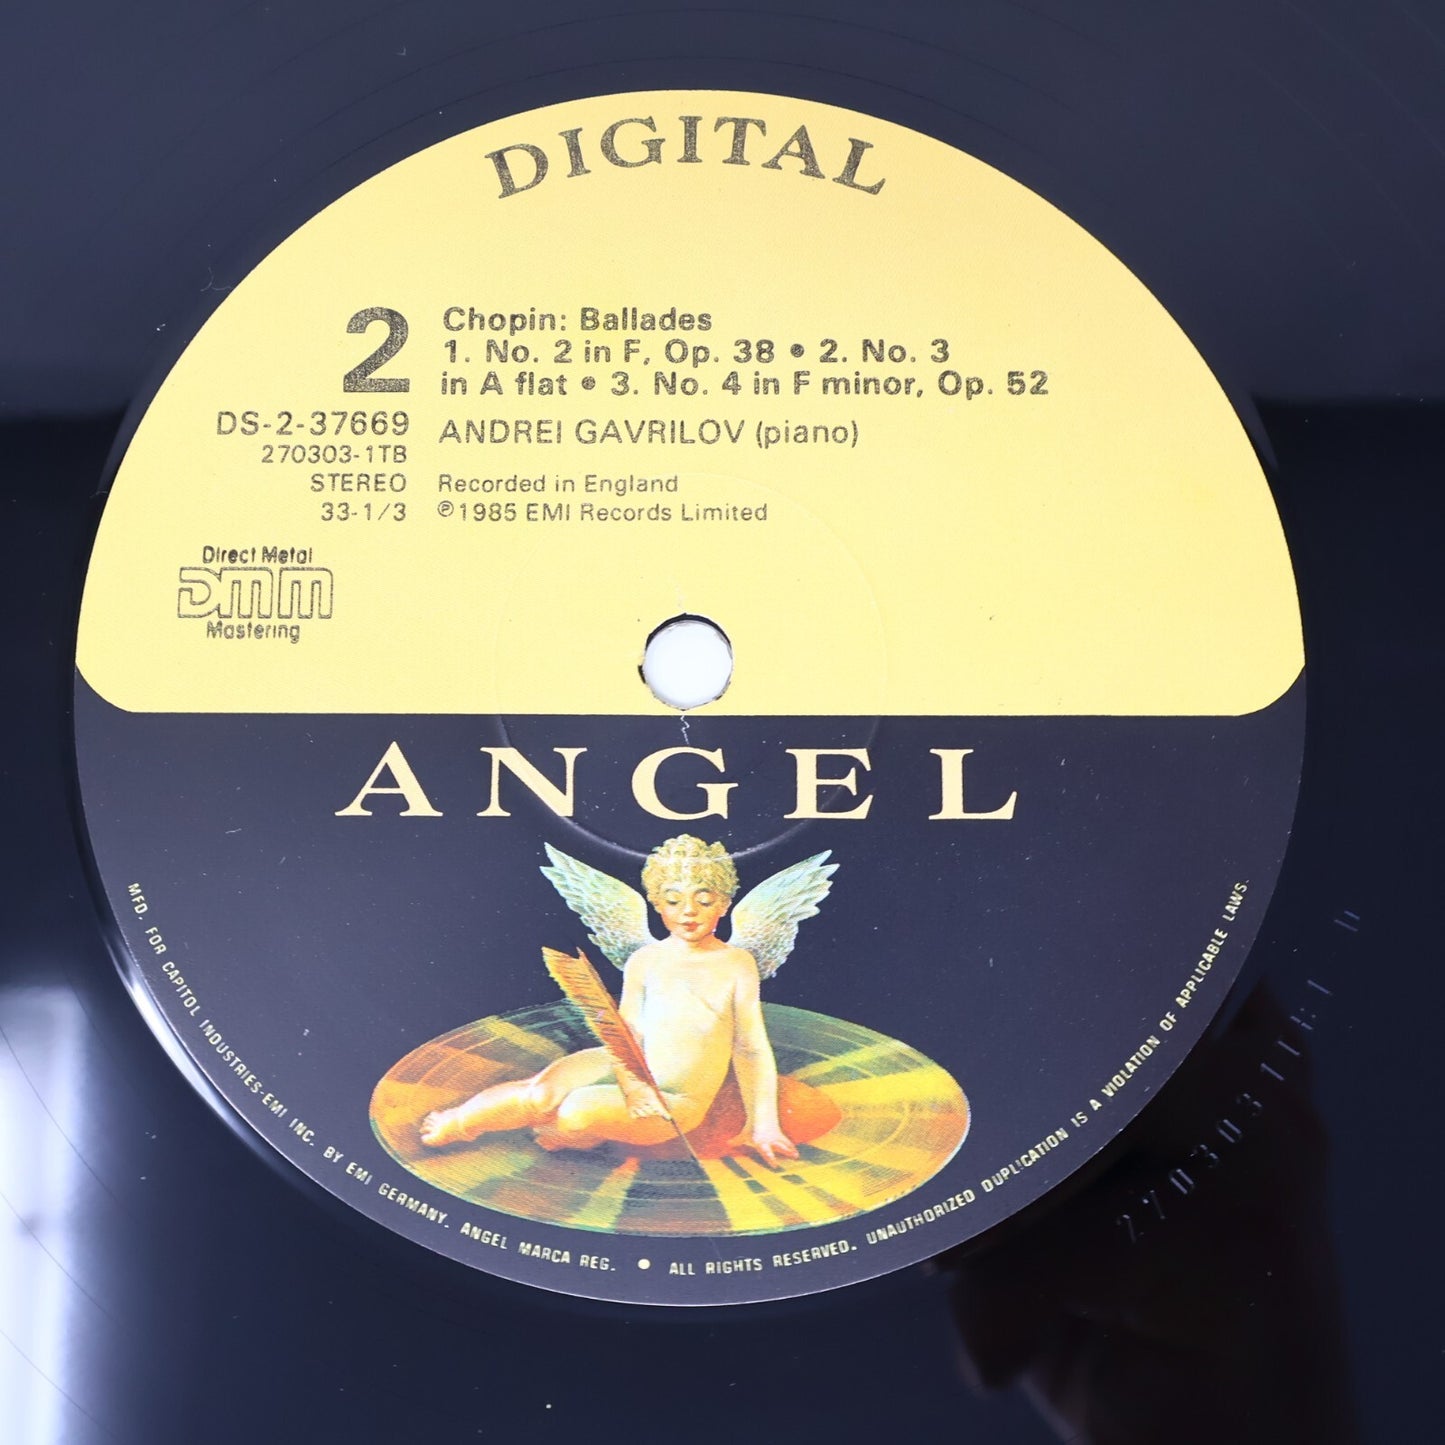 DIGITAL
2
Chopin: Ballades
1. No. 2 in F, Op. 38 • 2. No. 3
in A flat • 3. No. 4 in F minor, Op. 52
DS-2-37669
ANDREI GAVRILOV (piano)
270303-1TB
STEREO
Recorded in England
33-1/3
℗1985 EMI Records Limited
Direct Metal
DMM
Mastering
ANGEL
MFD. FOR CAPITOL INDUSTRIES-EMI INC. BY EMI GERMANY. ANGEL MARCA REG. • ALL RIGHTS RESERVED. UNAUTHORIZED DUPLICATION IS A VIOLATION OF APPLICABLE LAWS.
270303